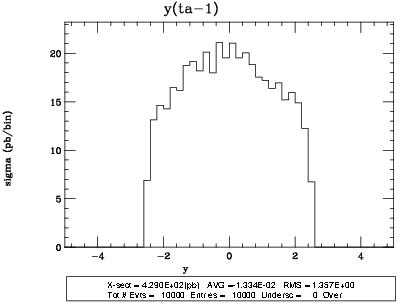 y(ta-1)
sigma (pb/bin)
20
15
10
5
0
-4 -2 0 2 4
y
X-sect = 4.290E+02(pb) AVG =-1.334E-02 RMS = 1.357E+00
Tot # Evts = 10000 Entries = 10000 Undersc = 0 Over